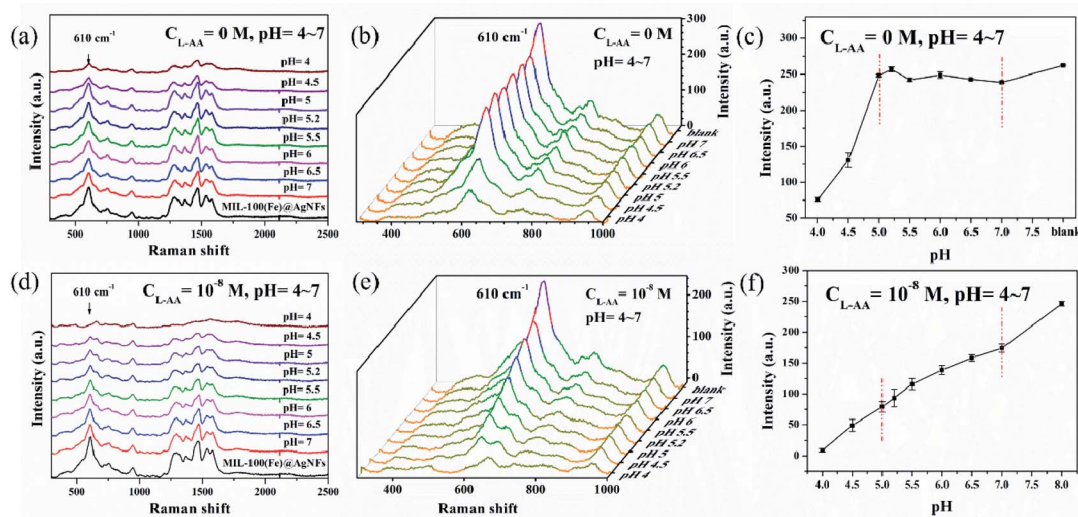 (a)
610 cm⁻¹
C_L-AA = 0 M, pH= 4~7
pH= 4
pH= 4.5
pH= 5
pH= 5.2
pH= 5.5
pH= 6
pH= 6.5
pH= 7
MIL-100(Fe)@AgNFs
Intensity (a.u.)
500 1000 1500 2000 2500
Raman shift
(b)
610 cm⁻¹
C_L-AA = 0 M
pH= 4~7
300
200
100
0
Intensity (a.u.)
blank
pH 7
pH 6.5
pH 6
pH 5.5
pH 5.2
pH 5
pH 4.5
pH 4
400 600 800 1000
Raman shift
(c)
C_L-AA = 0 M, pH= 4~7
300
250
200
150
100
50
Intensity (a.u.)
4.0 4.5 5.0 5.5 6.0 6.5 7.0 blank
pH
(d)
610 cm⁻¹
C_L-AA = 10⁻⁸ M, pH= 4~7
pH= 4
pH= 4.5
pH= 5
pH= 5.2
pH= 5.5
pH= 6
pH= 6.5
pH= 7
MIL-100(Fe)@AgNFs
Intensity (a.u.)
500 1000 1500 2000 2500
Raman shift
(e)
610 cm⁻¹
C_L-AA = 10⁻⁸ M
pH= 4~7
200
100
0
Intensity (a.u.)
blank
pH 7
pH 6.5
pH 6
pH 5.5
pH 5.2
pH 5
pH 4.5
pH 4
400 600 800 1000
Raman shift
(f)
C_L-AA = 10⁻⁸ M, pH= 4~7
300
250
200
150
100
50
0
Intensity (a.u.)
4.0 4.5 5.0 5.5 6.0 6.5 7.0 7.5 8.0
pH